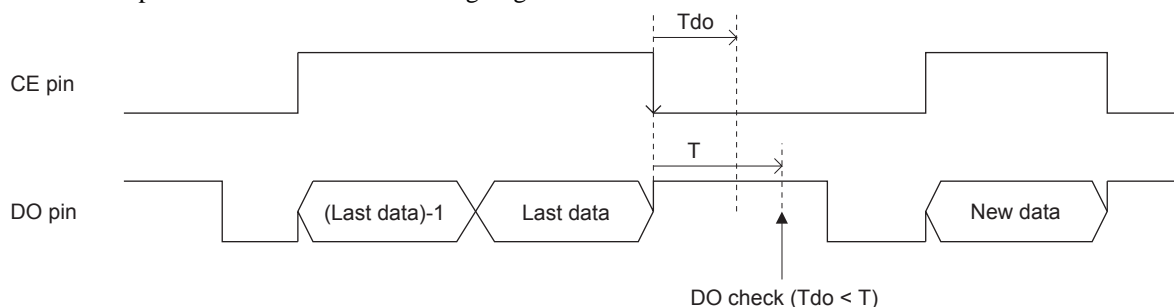 Tdo
CE pin
T
DO pin
(Last data)-1
Last data
New data
DO check (Tdo < T)